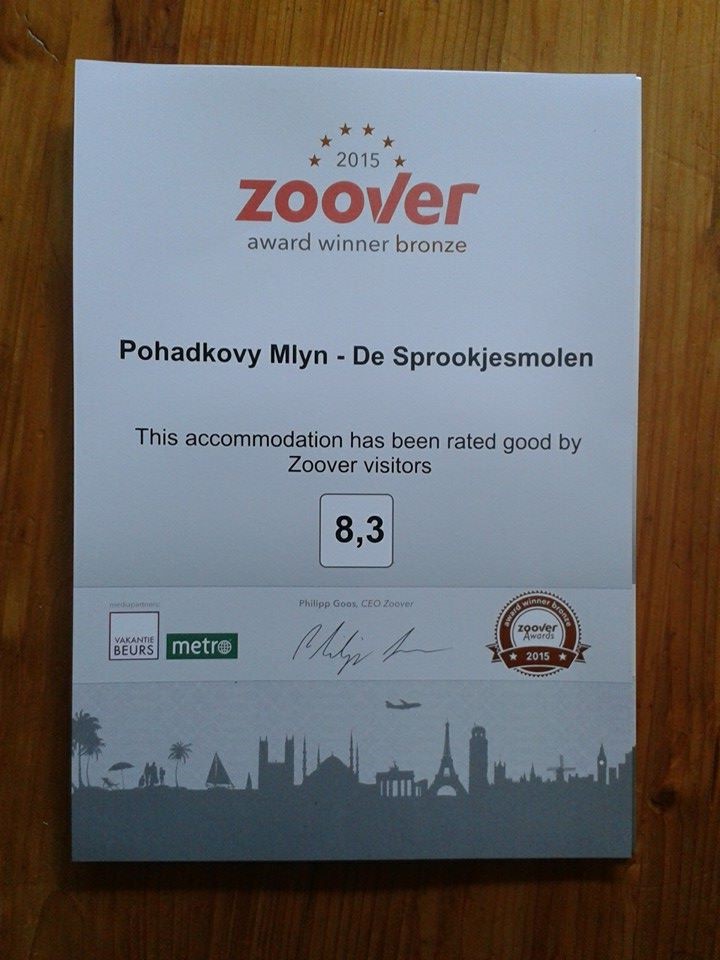 2015
zoover
award winner bronze
Pohadkovy Mlyn - De Sprookjesmolen
This accommodation has been rated good by
Zoover visitors
8,3
mediapartners:
VAKANTIE
BEURS
metro
Philipp Goos, CEO Zoover
award winner bronze
zoover
Awards
2015